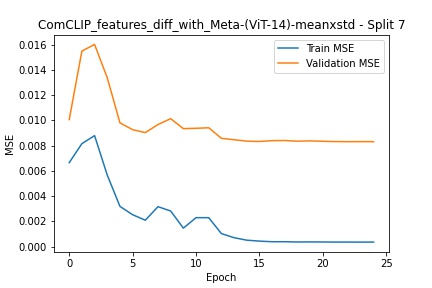 ComCLIP_features_diff_with_Meta-(ViT-14)-meanxstd - Split 7
Train MSE
Validation MSE
MSE
0.016
0.014
0.012
0.010
0.008
0.006
0.004
0.002
0.000
0 5 10 15 20 25
Epoch